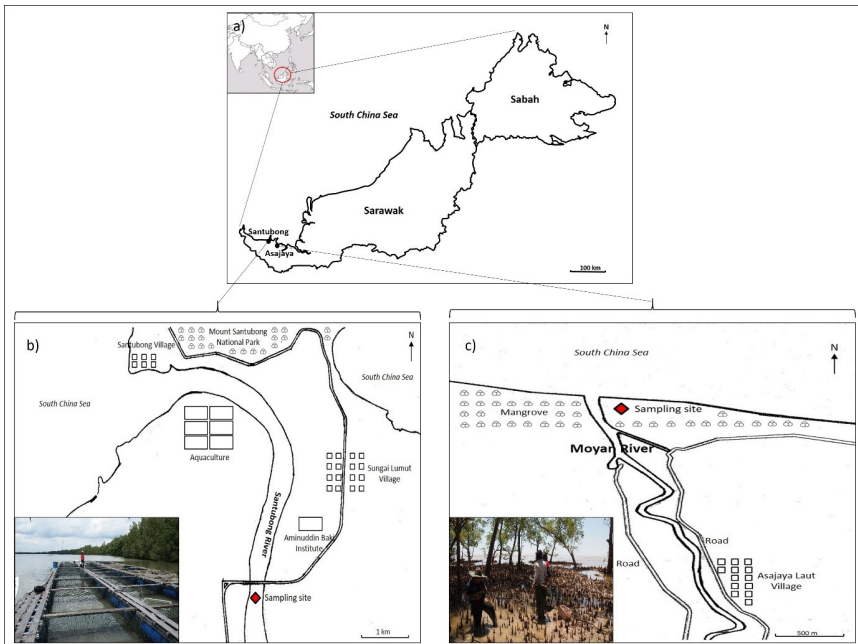 a)
N
Sabah
South China Sea
Sarawak
Santubong
Asajaya
100 km
b)
Mount Santubong
National Park
Santubong Village
N
South China Sea
South China Sea
Aquaculture
Sungai Lumut
Village
Santubong River
Aminuddin Baki
Institute
Sampling site
1 km
c)
N
South China Sea
Mangrove
Sampling site
Moyan River
Road
Road
Asajaya Laut
Village
500 m